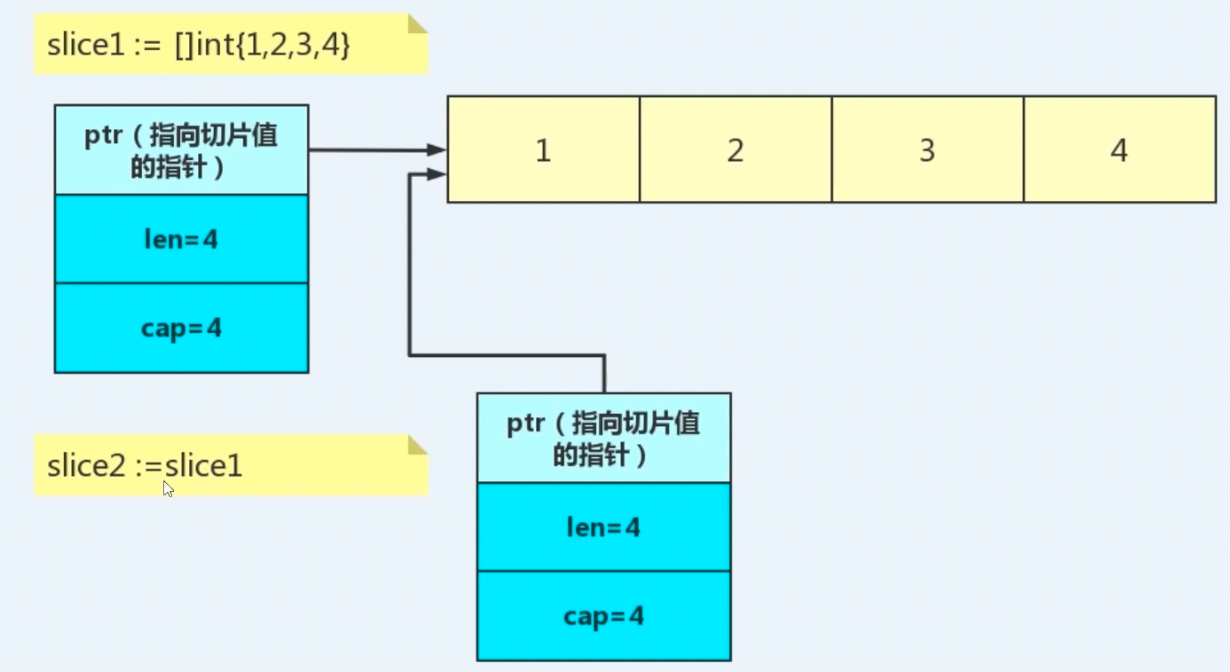 slice1 := []int{1,2,3,4}
ptr（指向切片值
的指针）
1
2
3
4
len=4
cap=4
slice2 :=slice1
ptr（指向切片值
的指针）
len=4
cap=4